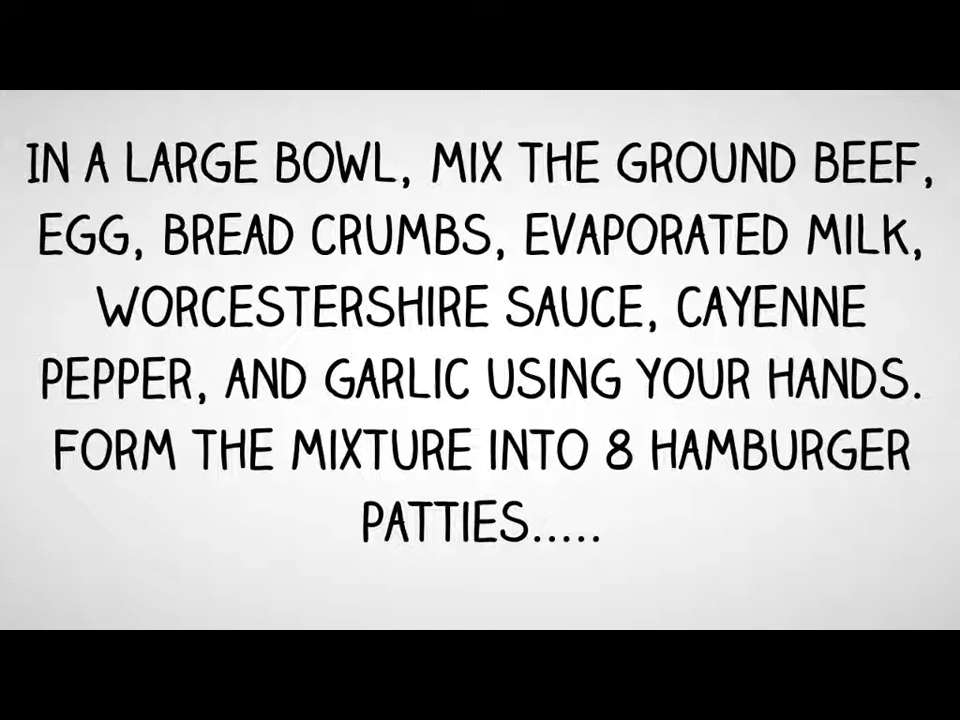 IN A LARGE BOWL, MIX THE GROUND BEEF,
EGG, BREAD CRUMBS, EVAPORATED MILK,
WORCESTERSHIRE SAUCE, CAYENNE
PEPPER, AND GARLIC USING YOUR HANDS.
FORM THE MIXTURE INTO 8 HAMBURGER
PATTIES.....